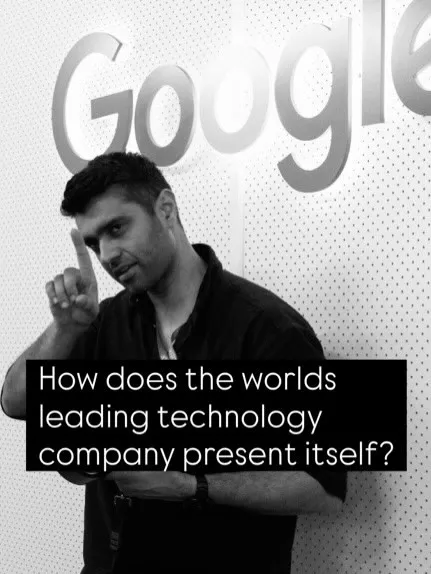 Google
How does the worlds
leading technology
company present itself?